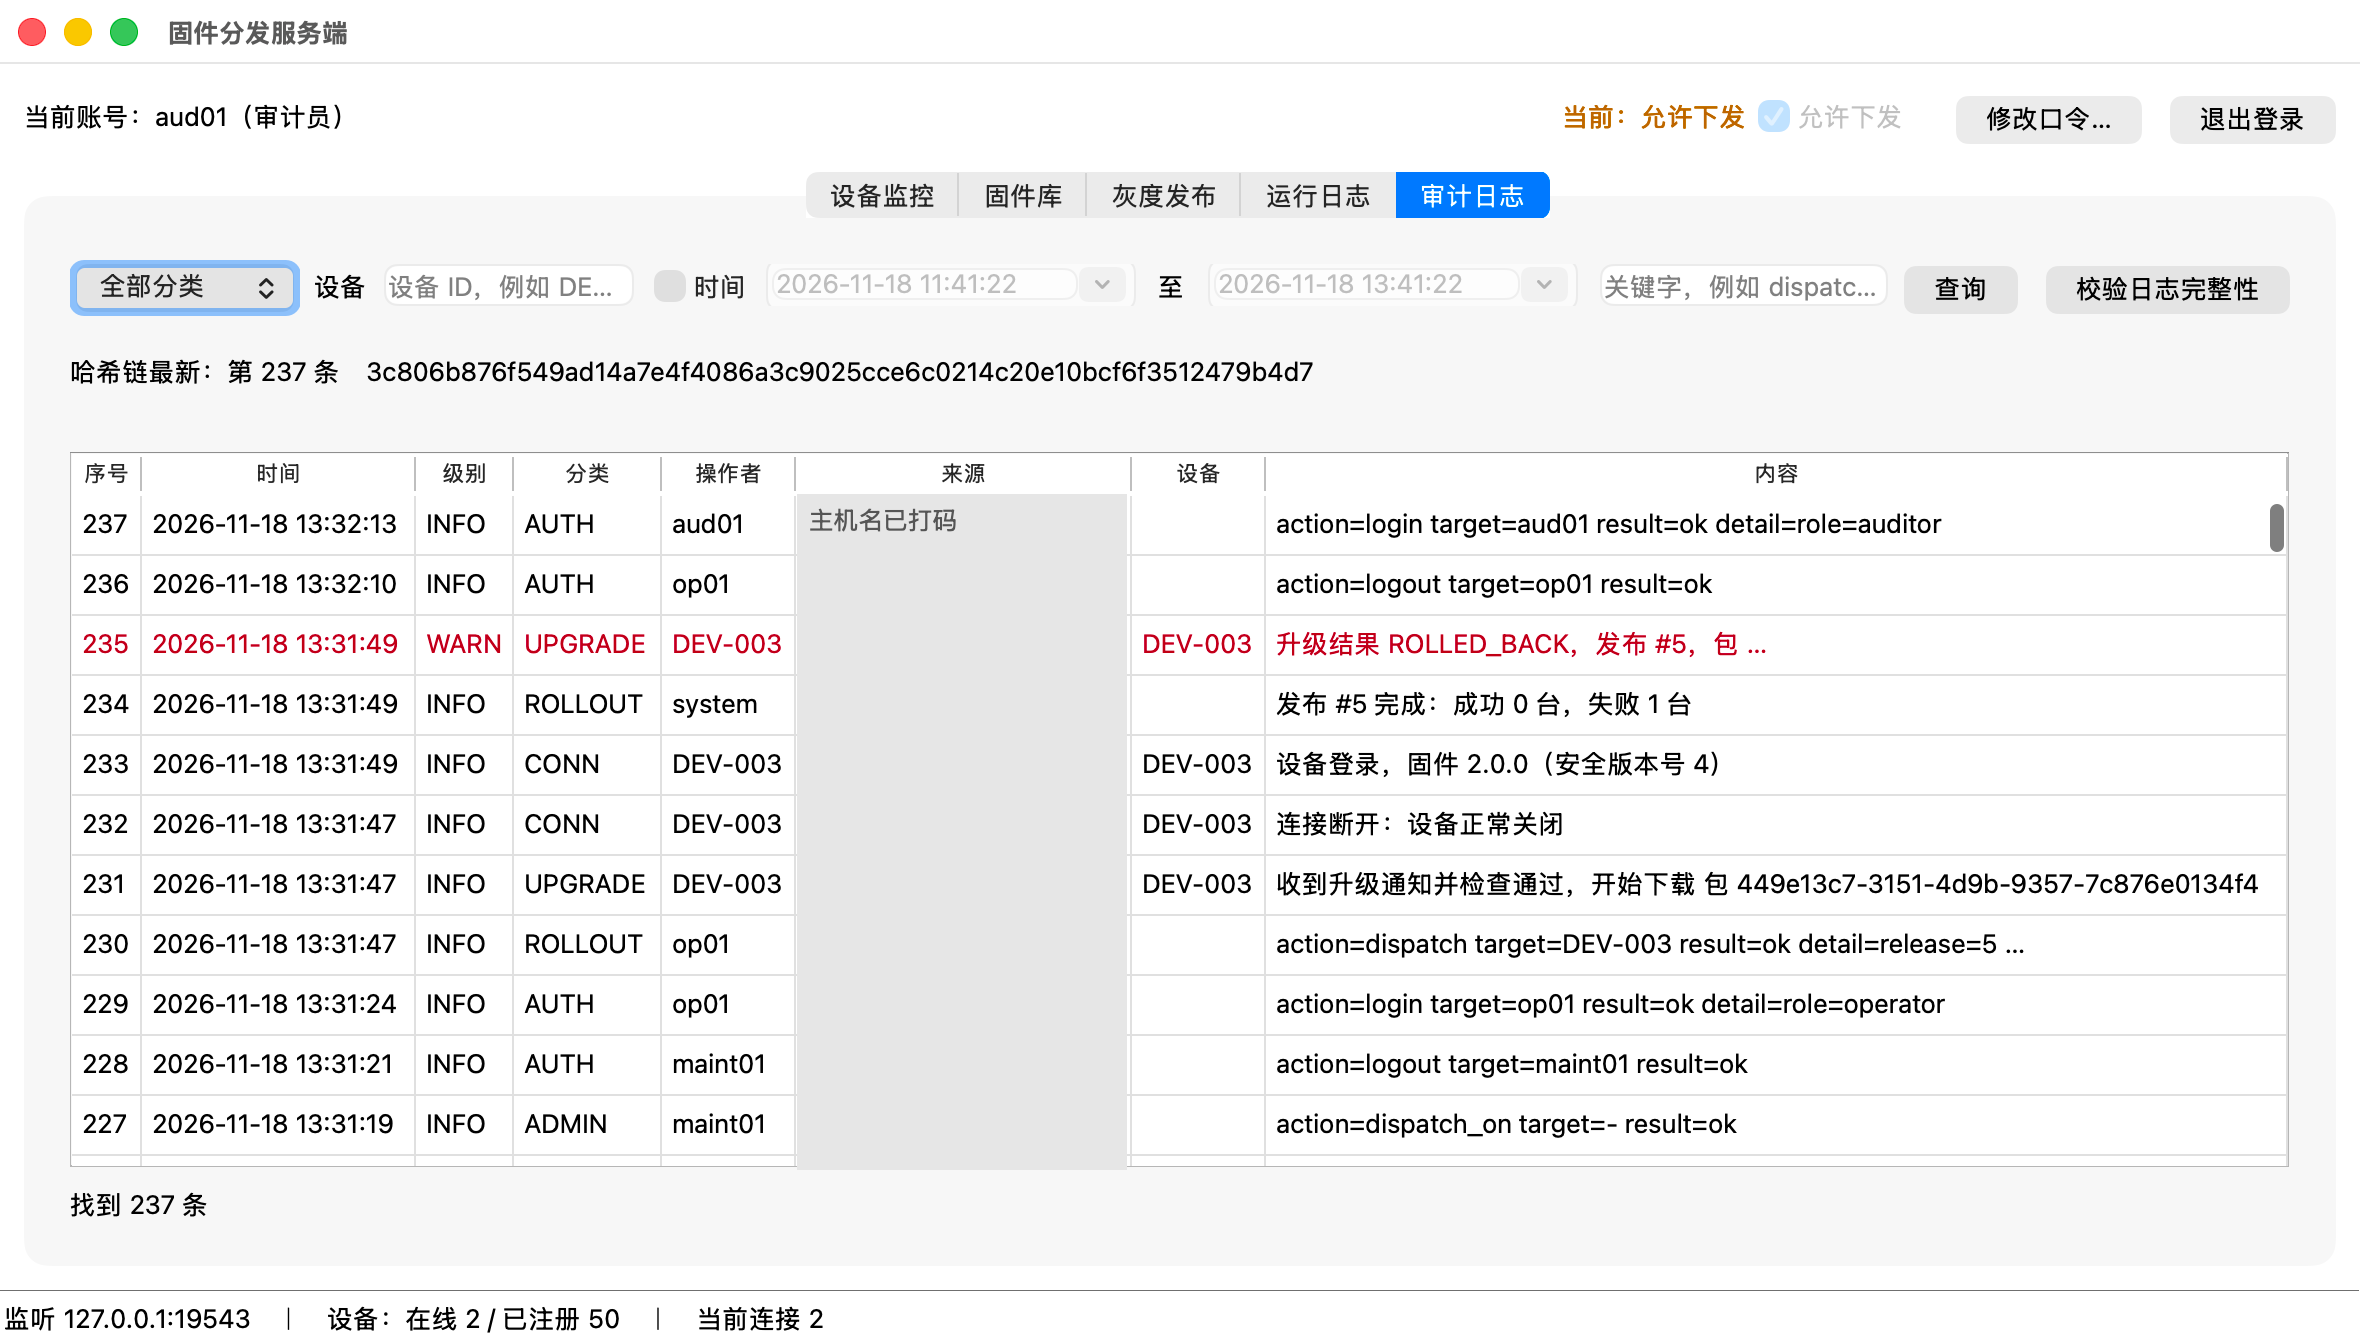 固件分发服务端
当前账号：aud01（审计员）
当前：允许下发 允许下发 修改口令... 退出登录
设备监控 固件库 灰度发布 运行日志 审计日志
全部分类 设备 设备 ID，例如 DE... 时间 2026-11-18 11:41:22 至 2026-11-18 13:41:22 关键字，例如 dispatc... 查询 校验日志完整性
哈希链最新：第 237 条 3c806b876f549ad14a7e4f4086a3c9025cce6c0214c20e10bcf6f3512479b4d7
序号 时间 级别 分类 操作者 来源 设备 内容
237 2026-11-18 13:32:13 INFO AUTH aud01 主机名已打码 action=login target=aud01 result=ok detail=role=auditor
236 2026-11-18 13:32:10 INFO AUTH op01 action=logout target=op01 result=ok
235 2026-11-18 13:31:49 WARN UPGRADE DEV-003 DEV-003 升级结果 ROLLED_BACK，发布 #5，包 ...
234 2026-11-18 13:31:49 INFO ROLLOUT system 发布 #5 完成：成功 0 台，失败 1 台
233 2026-11-18 13:31:49 INFO CONN DEV-003 DEV-003 设备登录，固件 2.0.0（安全版本号 4）
232 2026-11-18 13:31:47 INFO CONN DEV-003 DEV-003 连接断开：设备正常关闭
231 2026-11-18 13:31:47 INFO UPGRADE DEV-003 DEV-003 收到升级通知并检查通过，开始下载 包 449e13c7-3151-4d9b-9357-7c876e0134f4
230 2026-11-18 13:31:47 INFO ROLLOUT op01 action=dispatch target=DEV-003 result=ok detail=release=5 ...
229 2026-11-18 13:31:24 INFO AUTH op01 action=login target=op01 result=ok detail=role=operator
228 2026-11-18 13:31:21 INFO AUTH maint01 action=logout target=maint01 result=ok
227 2026-11-18 13:31:19 INFO ADMIN maint01 action=dispatch_on target=- result=ok
找到 237 条
监听 127.0.0.1:19543 | 设备：在线 2 / 已注册 50 | 当前连接 2